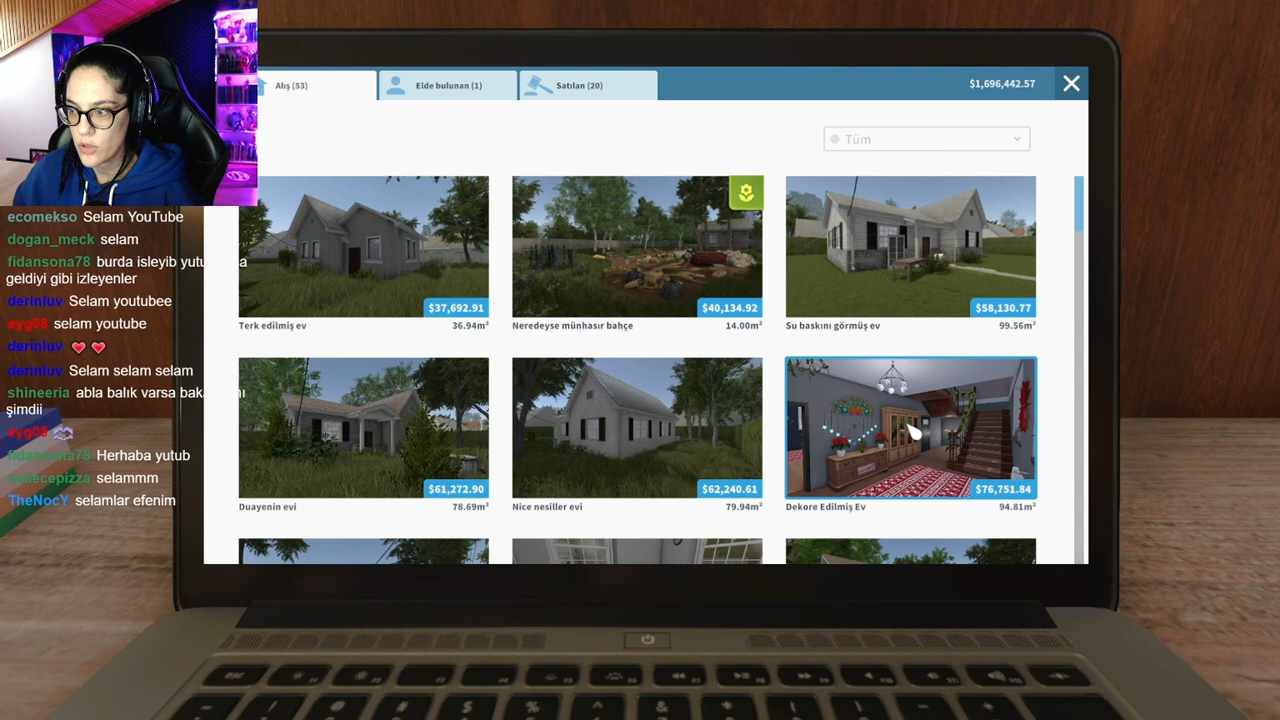 Alış (53)
Elde bulunan (1)
Satılan (20)
$1,696,442.57
Tüm
$37,692.91
Terk edilmiş ev
36.94m²
$40,134.92
Neredeyse münhasır bahçe
14.00m²
$58,130.77
Su baskını görmüş ev
99.56m²
$61,272.90
Duayenin evi
78.69m²
$62,240.61
Nice nesiller evi
79.94m²
$76,751.84
Dekore Edilmiş Ev
94.81m²
ecomekso Selam YouTube
dogan_meck selam
fidansona78 burda isleyib yutu
geldiyi gibi izleyenler
derinluv Selam youtubee
eyg08 selam youtube
derinluv
derinluv Selam selam selam
shineeria abla balık varsa bak
şimdii
eyg08
fidansona78 Herhaba yutub
selammm
TheNocY selamlar efenim